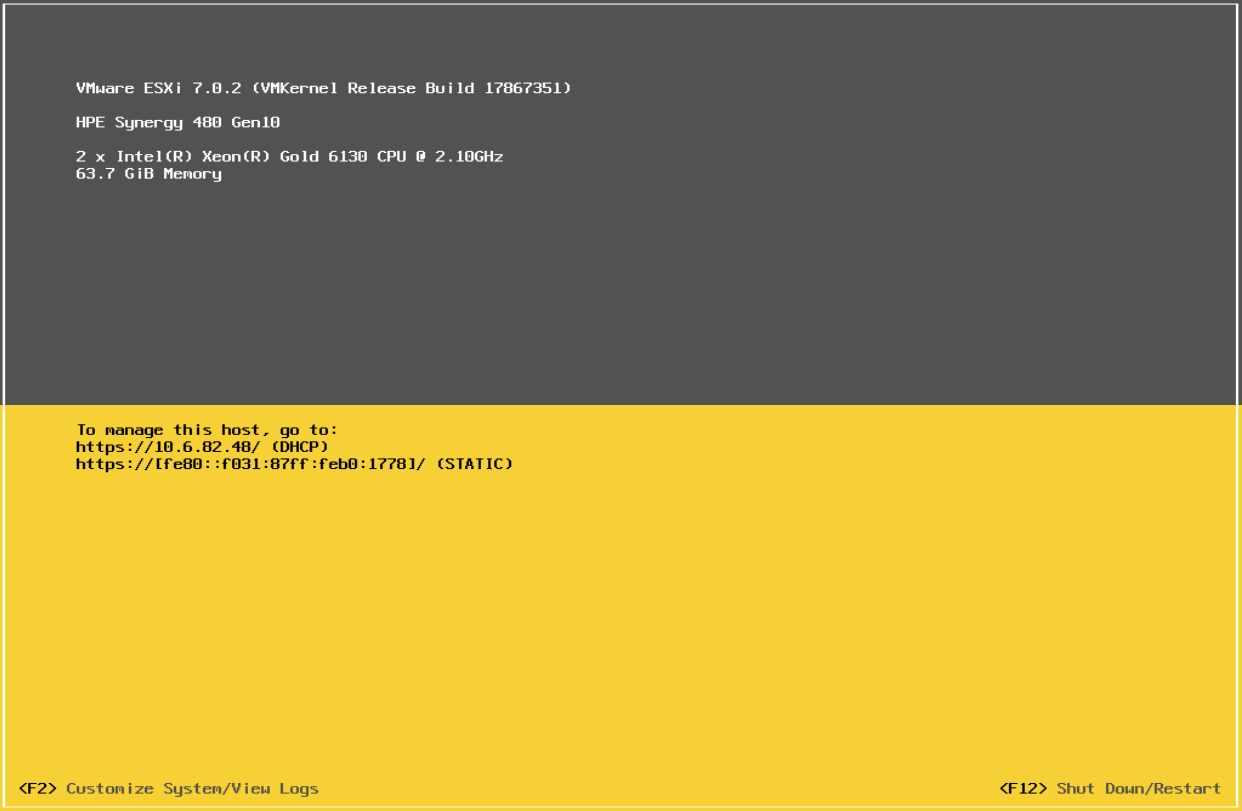 VMware ESXi 7.0.2 (VMKernel Release Build 17867351)
HPE Synergy 480 Gen10
2 x Intel(R) Xeon(R) Gold 6130 CPU @ 2.10GHz
63.7 GiB Memory
To manage this host, go to:
https://10.6.82.48/ (DHCP)
https://[fe80::f031:87ff:feb0:1778]/ (STATIC)
<F2> Customize System/View Logs
<F12> Shut Down/Restart